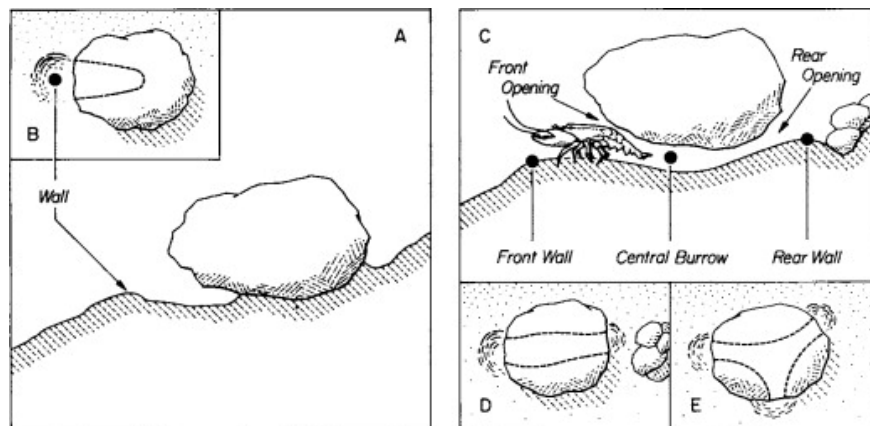 A
B
Wall
C
Front
Opening
Rear
Opening
Front Wall
Central Burrow
Rear Wall
D
E